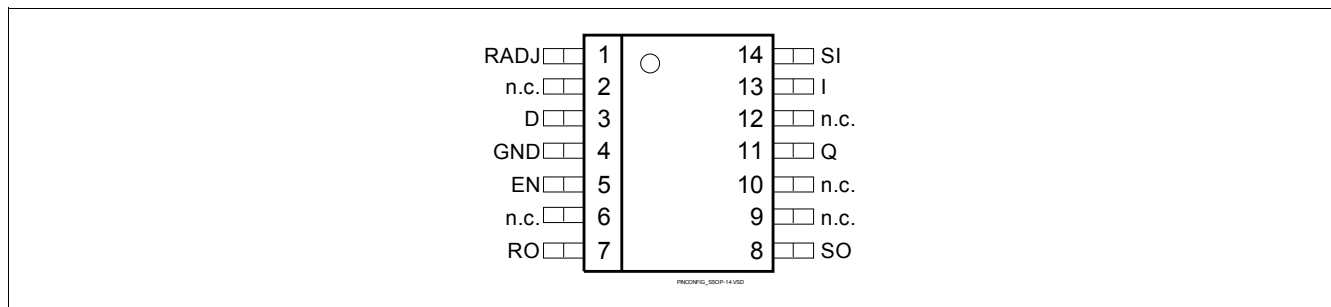 RADJ 1 14 SI
n.c. 2 13 I
D 3 12 n.c.
GND 4 11 Q
EN 5 10 n.c.
n.c. 6 9 n.c.
RO 7 8 SO
PINCONFIG_SSOP-14.VSD